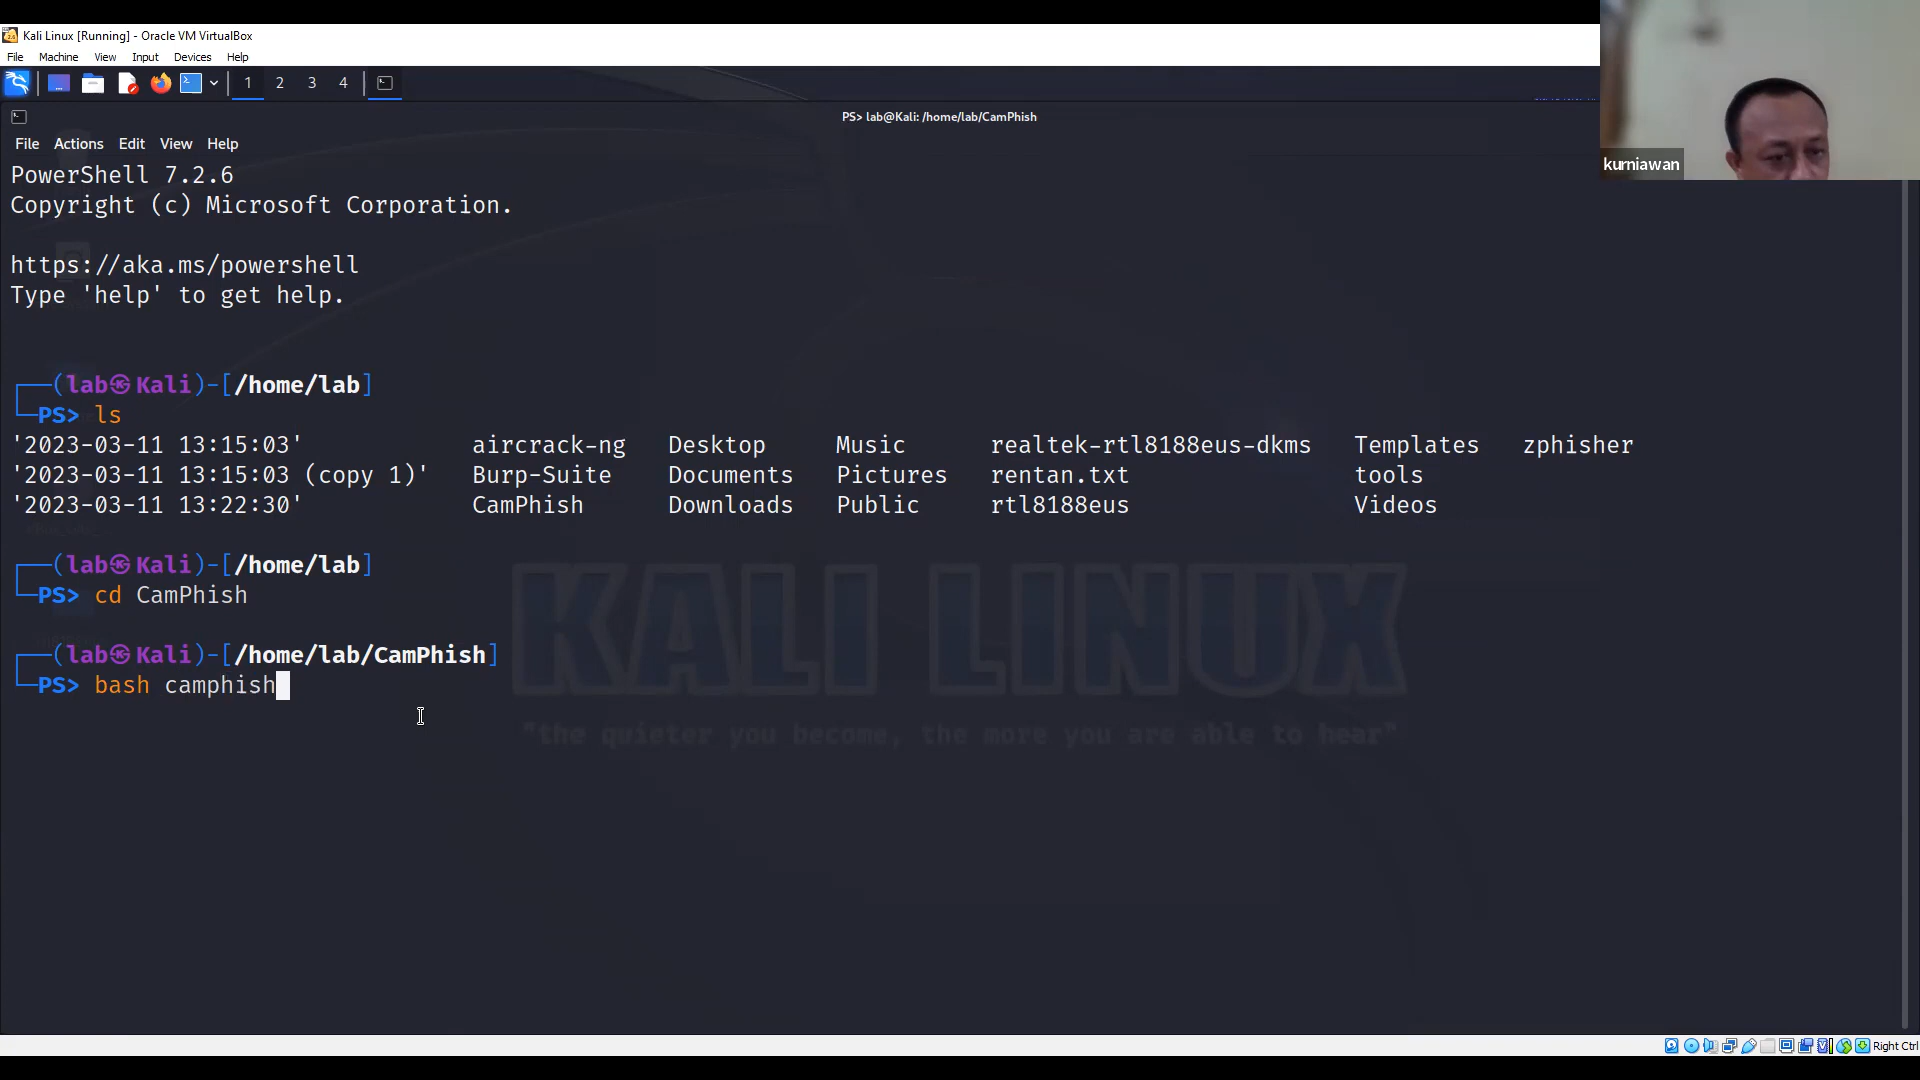 Kali Linux [Running] - Oracle VM VirtualBox
File Machine View Input Devices Help
1 2 3 4
PS> lab@Kali: /home/lab/CamPhish
File Actions Edit View Help
kurniawan
PowerShell 7.2.6
Copyright (c) Microsoft Corporation.
https://aka.ms/powershell
Type 'help' to get help.
┌──(lab㉿Kali)-[/home/lab]
└─PS> ls
'2023-03-11 13:15:03' aircrack-ng Desktop Music realtek-rtl8188eus-dkms Templates zphisher
'2023-03-11 13:15:03 (copy 1)' Burp-Suite Documents Pictures rentan.txt tools
'2023-03-11 13:22:30' CamPhish Downloads Public rtl8188eus Videos
┌──(lab㉿Kali)-[/home/lab]
└─PS> cd CamPhish
┌──(lab㉿Kali)-[/home/lab/CamPhish]
└─PS> bash camphish
KALI LINUX
"the quieter you become, the more you are able to hear"
Right Ctrl